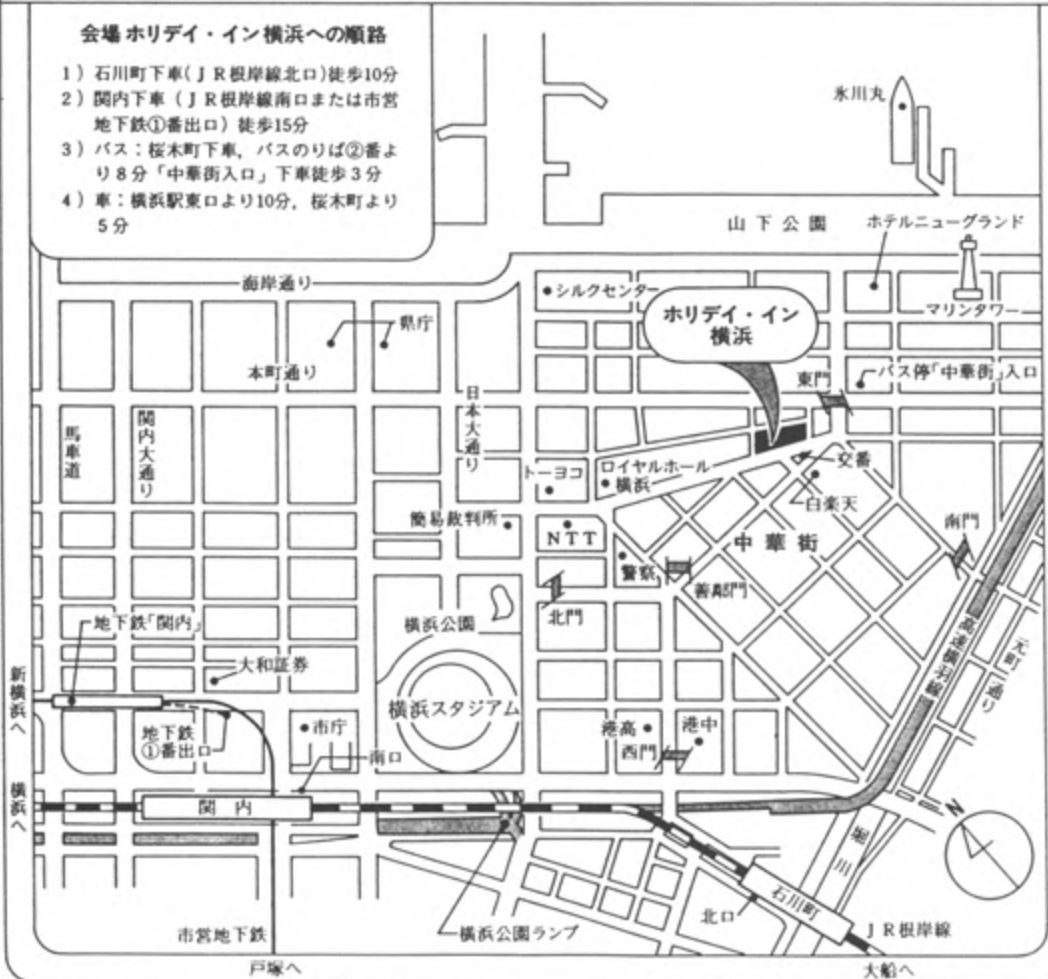 会場 ホリデイ・イン 横浜への順路
1）石川町下車（ＪＲ根岸線北口）徒歩10分
2）関内下車（ＪＲ根岸線南口または市営
地下鉄①番出口）徒歩15分
3）バス：桜木町下車，バスのりば②番よ
り８分「中華街入口」下車徒歩３分
4）車：横浜駅東口より10分，桜木町より
５分
氷川丸
山下公園
ホテルニューグランド
海岸通り
シルクセンター
マリンタワー
ホリデイ・イン
横浜
県庁
本町通り
東門
バス停「中華街」入口
日本大通り
馬車道
関内大通り
トーヨコ
ロイヤルホール
横浜
交番
白楽天
簡易裁判所
NTT
中華街
南門
警察
善鄰門
北門
地下鉄「関内」
横浜公園
高速横羽線
元町通り
大和証券
新横浜へ
横浜スタジアム
地下鉄
①番出口
市庁
港高
港中
西門
南口
横浜へ
関内
N
堀川
石川町
北口
ＪＲ根岸線
市営地下鉄
横浜公園ランプ
戸塚へ
大船へ